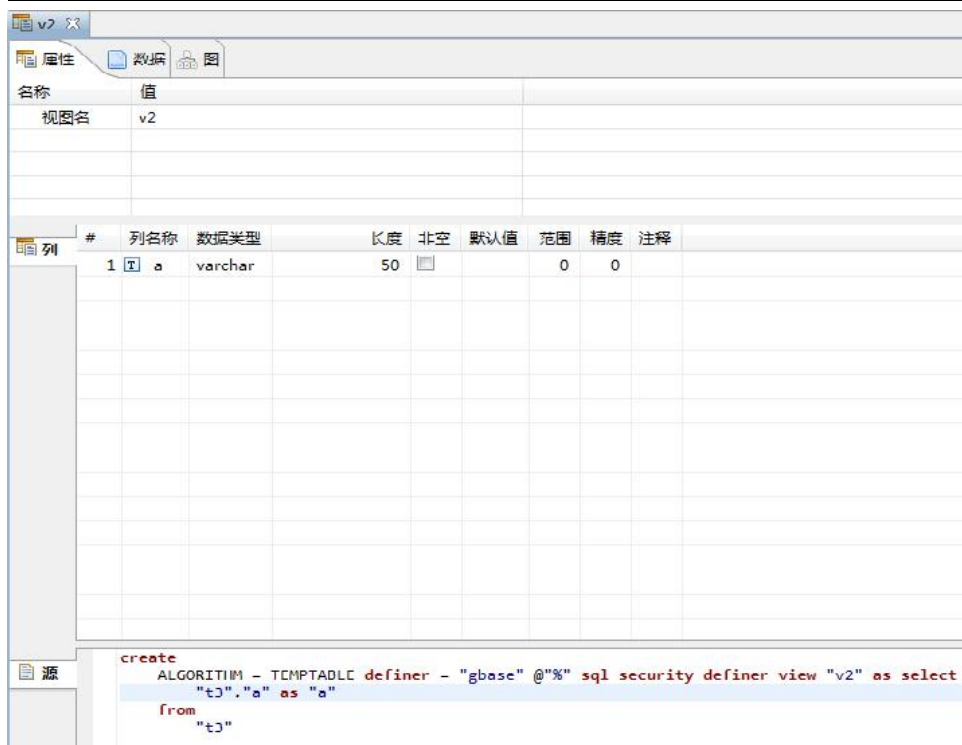 v2
属性 数据 图
名称 值
视图名 v2
列
# 列名称 数据类型 长度 非空 默认值 范围 精度 注释
1 T a varchar 50 0 0
源
create
ALGORITHM = TEMPTABLE definer = "gbase" @"%" sql security definer view "v2" as select
"t3"."a" as "a"
from
"t3"